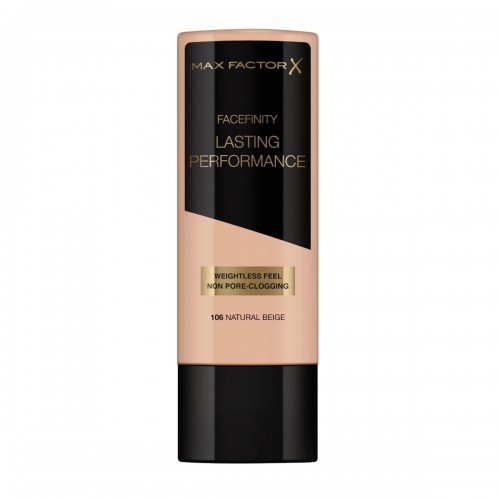 MAX FACTOR X
FACEFINITY
LASTING
PERFORMANCE
WEIGHTLESS FEEL
NON PORE-CLOGGING
106 NATURAL BEIGE